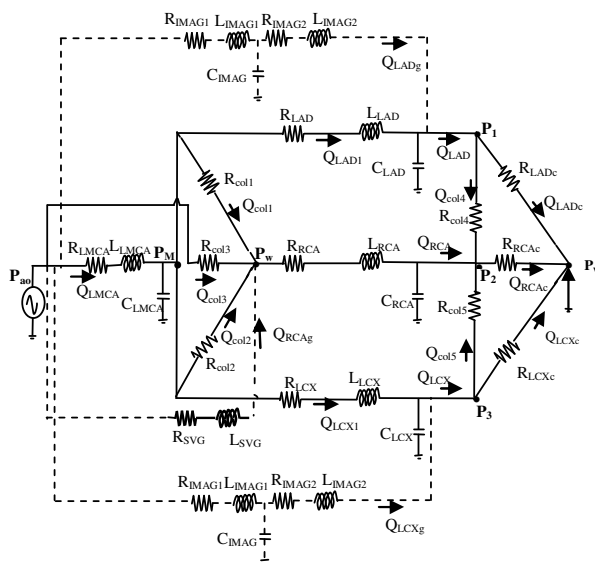 R_IMAG1 L_IMAG1 R_IMAG2 L_IMAG2
Q_LADg
C_IMAG
R_LAD L_LAD P_1
Q_LAD1 C_LAD Q_LAD
R_LADc
R_col1 Q_col1
Q_col4 R_col4
Q_LADc
R_LMCA L_LMCA P_M R_col3 P_w R_RCA L_RCA Q_RCA R_RCAc
P_ao P_2
Q_LMCA C_LMCA Q_col3 Q_RCAc
C_RCA R_col5
Q_col2 Q_RCAg
R_col2
Q_LCXc
Q_col5 Q_LCX R_LCXc
R_LCX L_LCX
Q_LCX1 C_LCX P_3
R_SVG L_SVG
R_IMAG1 L_IMAG1 R_IMAG2 L_IMAG2
Q_LCXg
C_IMAG